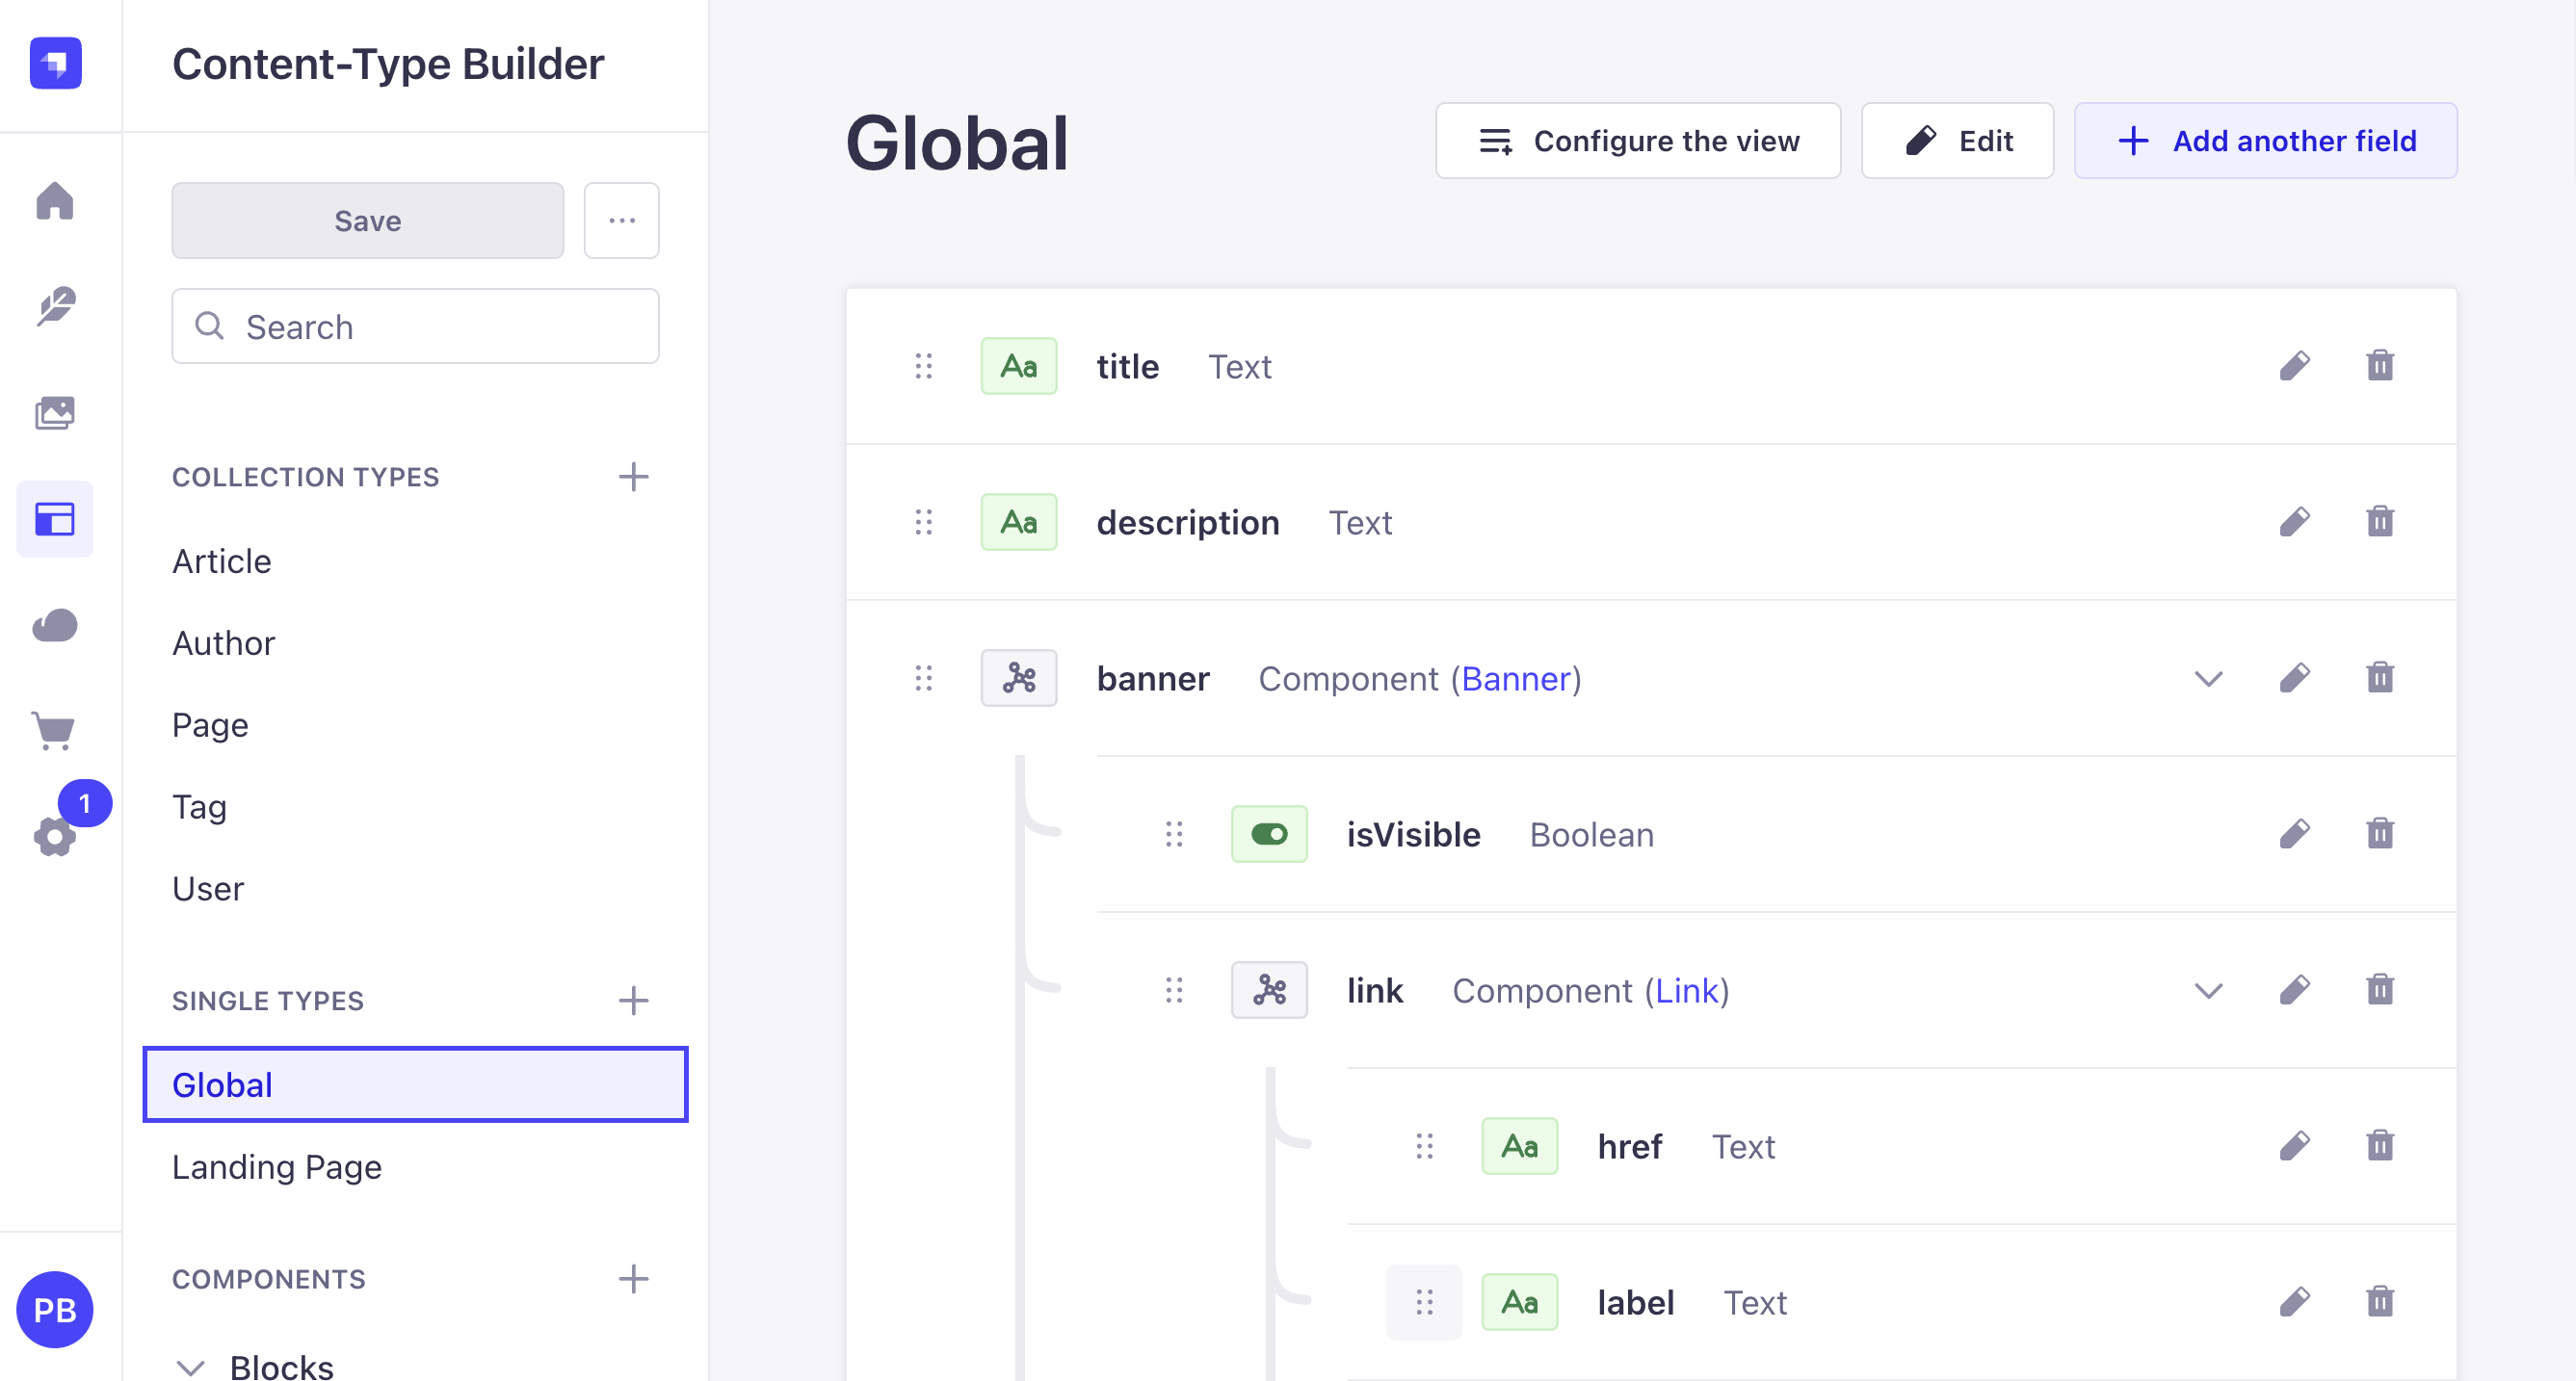 Content-Type Builder
Save
Search
COLLECTION TYPES
Article
Author
Page
Tag
User
SINGLE TYPES
Global
Landing Page
COMPONENTS
Blocks
1
PB
Global
Configure the view
Edit
Add another field
Aa title Text
Aa description Text
banner Component (Banner)
isVisible Boolean
link Component (Link)
Aa href Text
Aa label Text